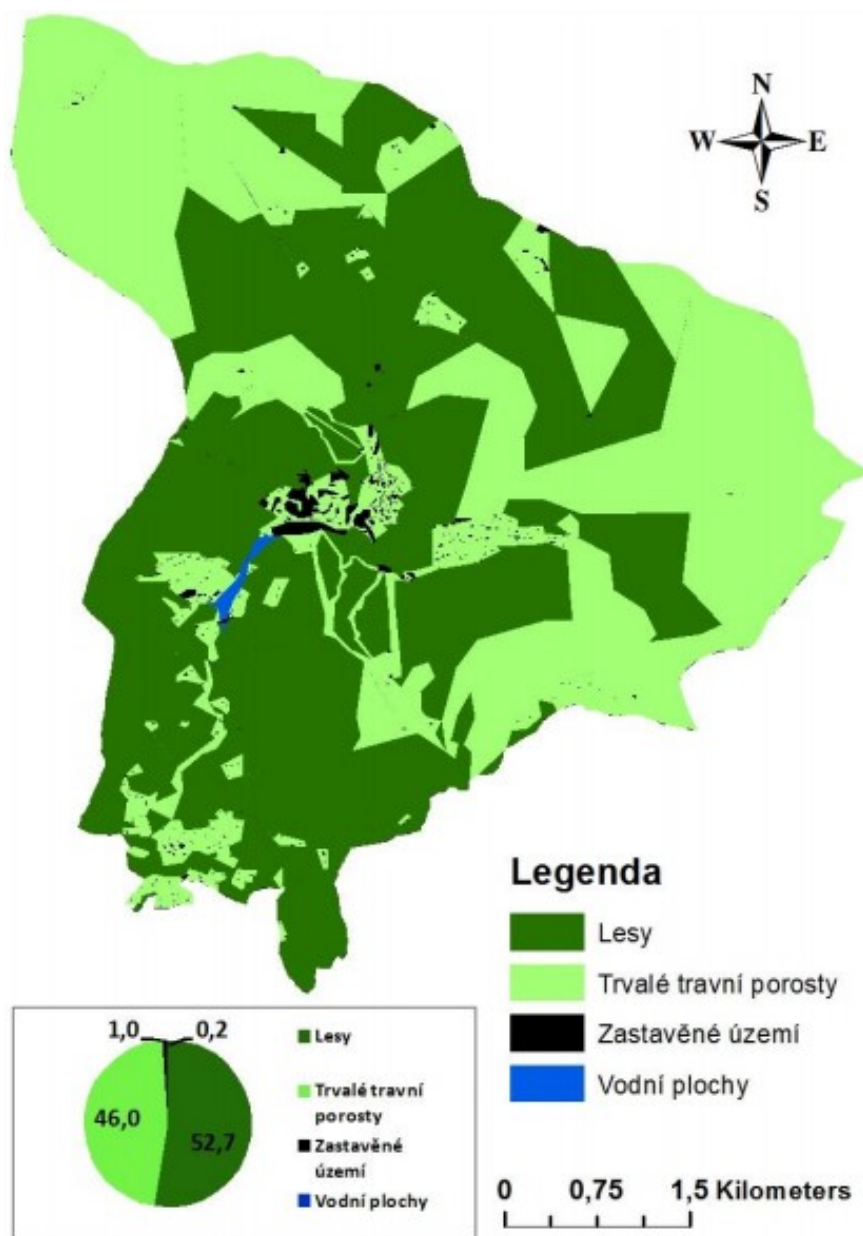 N
W E
S
Legenda
Lesy
Trvalé travní porosty
Zastavěné území
Vodní plochy
1,0 0,2
46,0
52,7
Lesy
Trvalé travní
porosty
Zastavěné
území
Vodní plochy
0 0,75 1,5 Kilometers